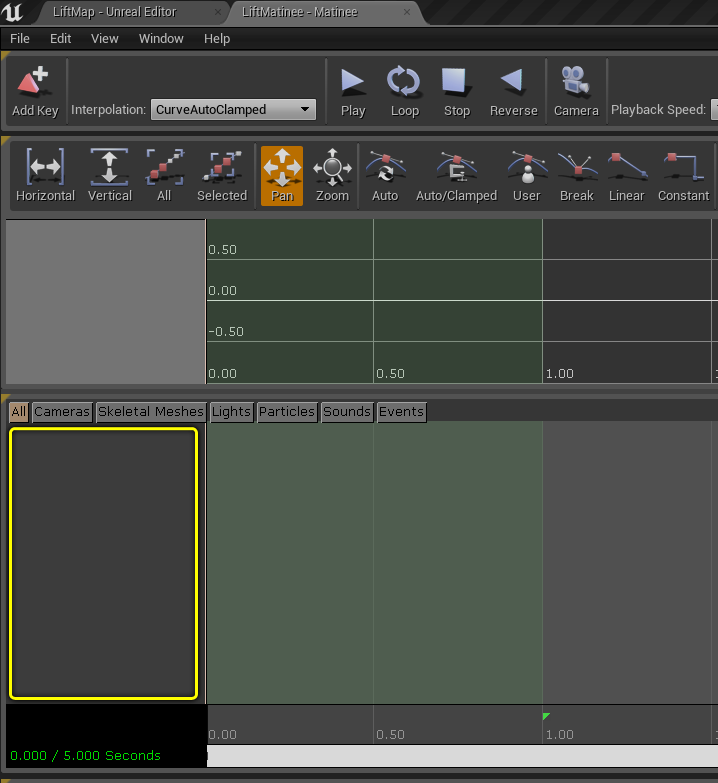 LiftMap - Unreal Editor
LiftMatinee - Matinee
File Edit View Window Help
Add Key Interpolation: CurveAutoClamped Play Loop Stop Reverse Camera Playback Speed:
Horizontal Vertical All Selected Pan Zoom Auto Auto/Clamped User Break Linear Constant
0.50
0.00
-0.50
0.00 0.50 1.00
All Cameras Skeletal Meshes Lights Particles Sounds Events
0.00 0.50 1.00
0.000 / 5.000 Seconds